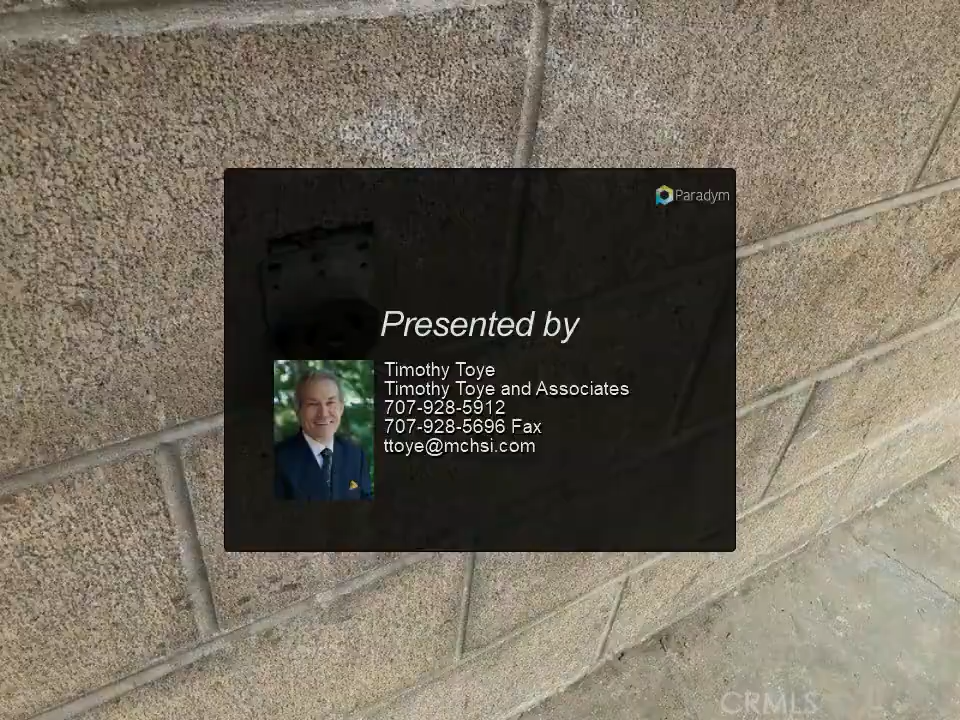 Paradym
Presented by
Timothy Toye
Timothy Toye and Associates
707-928-5912
707-928-5696 Fax
ttoye@mchsi.com
CRMLS